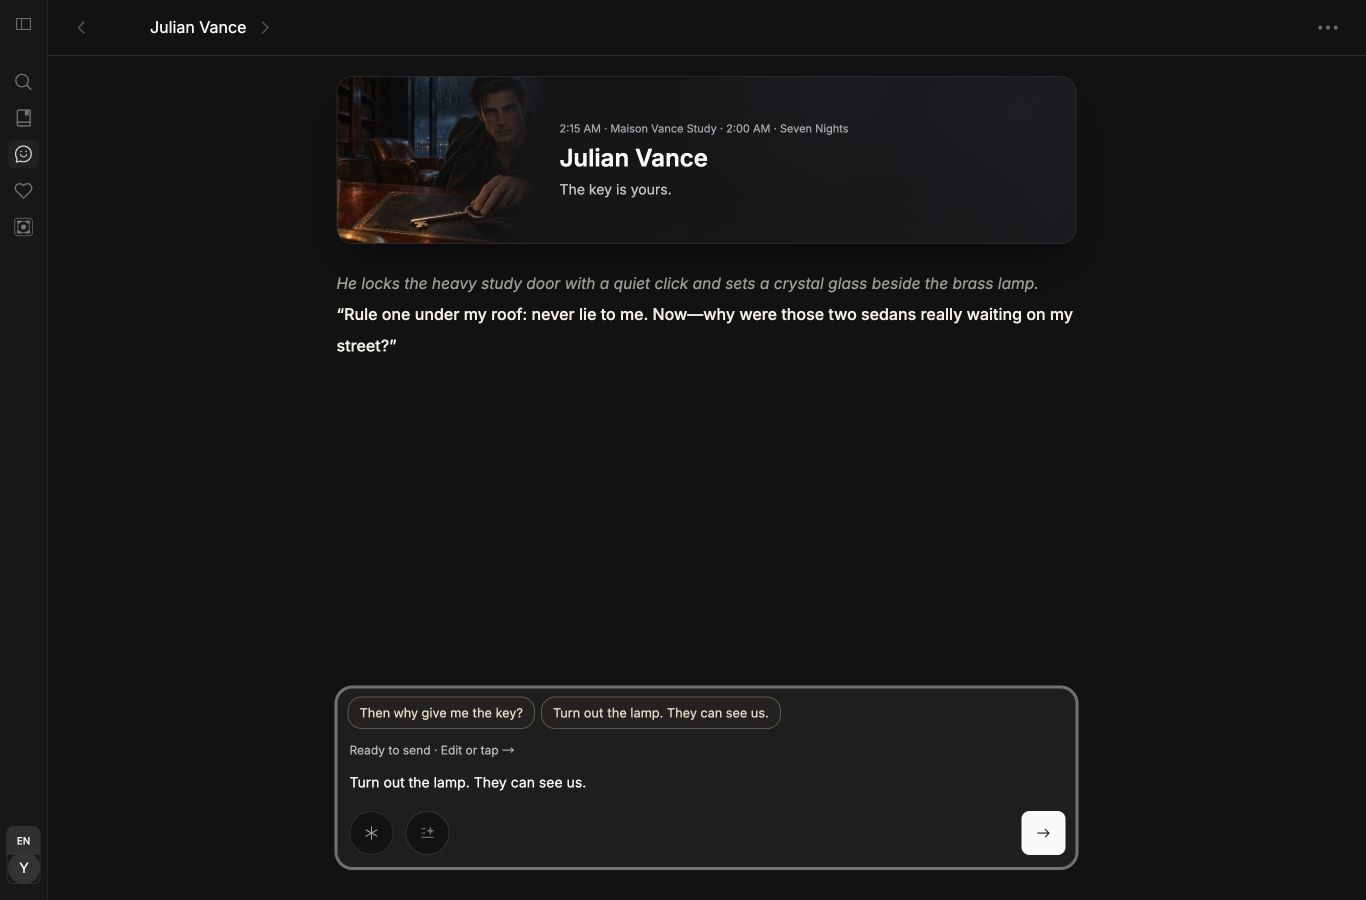 Julian Vance
2:15 AM · Maison Vance Study · 2:00 AM · Seven Nights
Julian Vance
The key is yours.
He locks the heavy study door with a quiet click and sets a crystal glass beside the brass lamp.
“Rule one under my roof: never lie to me. Now—why were those two sedans really waiting on my
street?”
Then why give me the key?
Turn out the lamp. They can see us.
Ready to send · Edit or tap →
Turn out the lamp. They can see us.
EN
Y